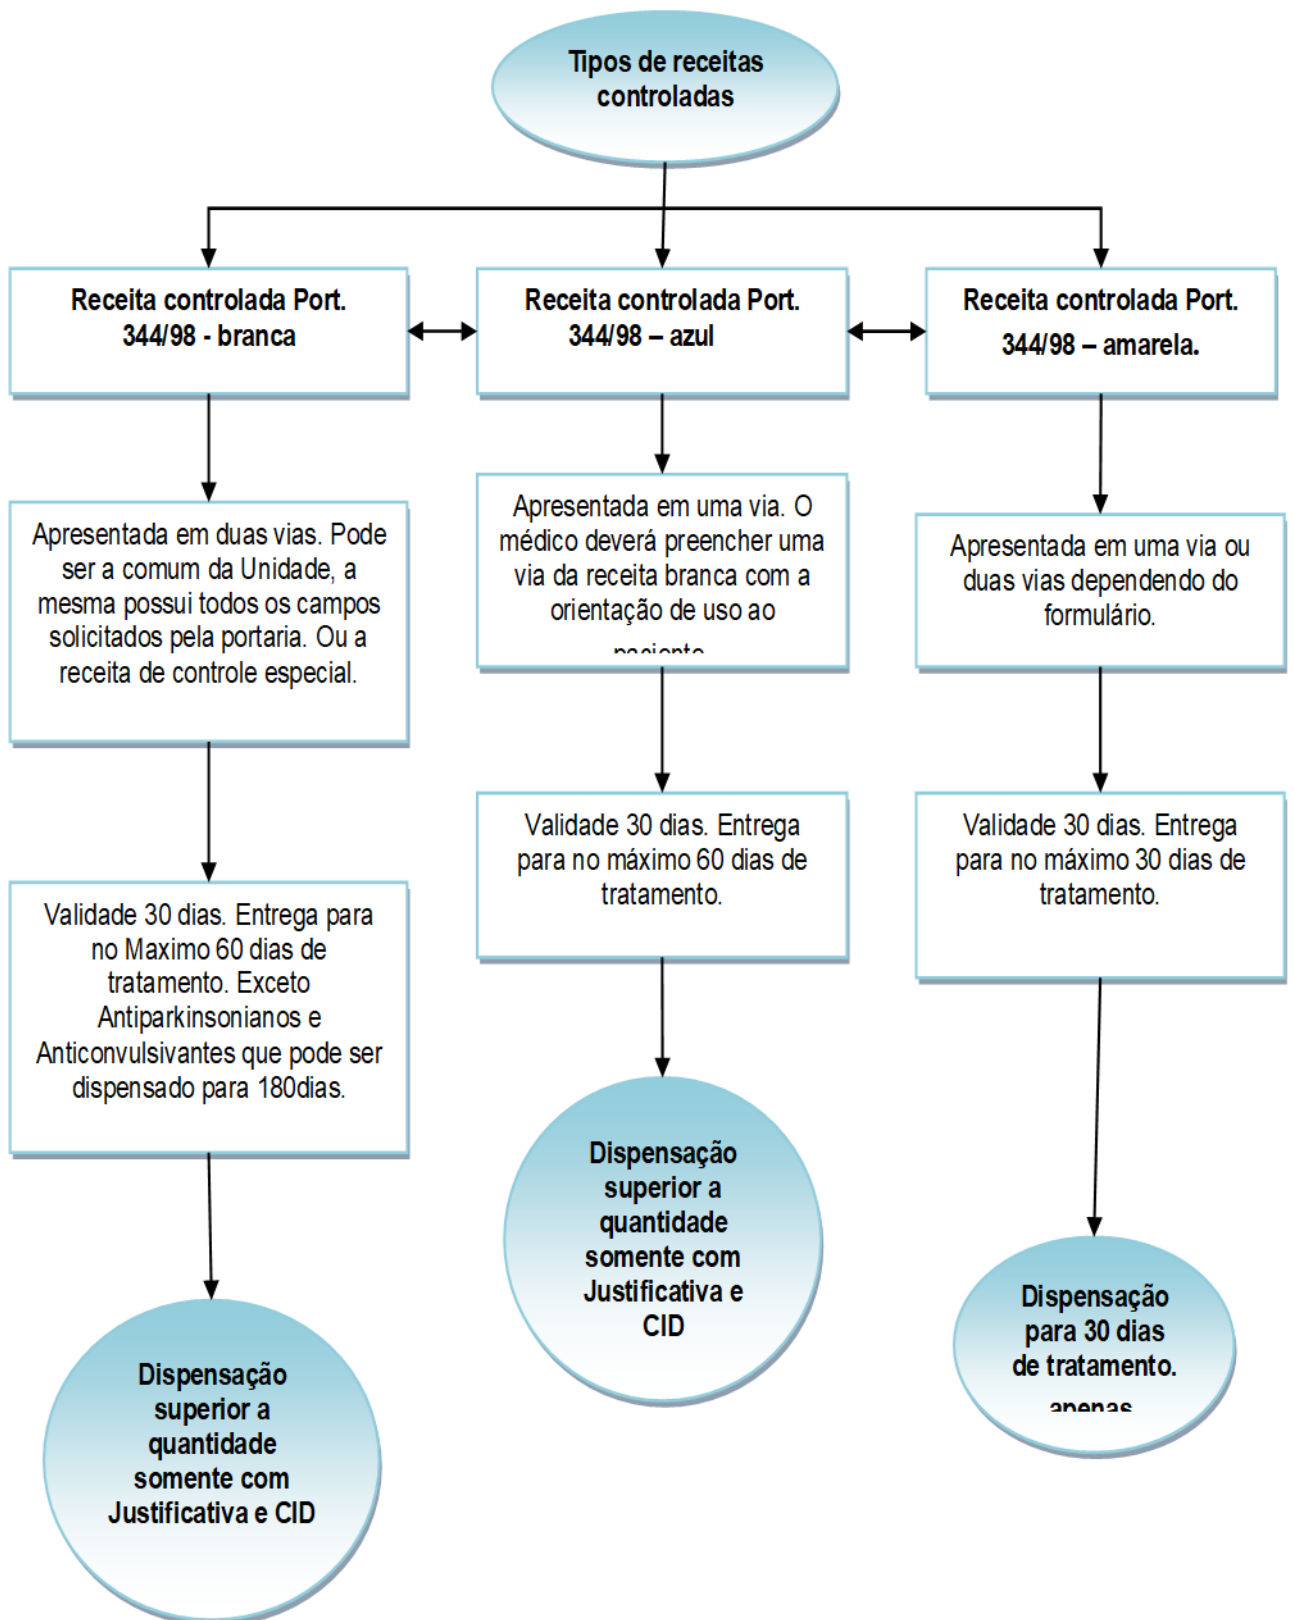 Tipos de receitas
controladas
Receita controlada Port.
344/98 - branca
Receita controlada Port.
344/98 – azul
Receita controlada Port.
344/98 – amarela.
Apresentada em duas vias. Pode
ser a comum da Unidade, a
mesma possui todos os campos
solicitados pela portaria. Ou a
receita de controle especial.
Apresentada em uma via. O
médico deverá preencher uma
via da receita branca com a
orientação de uso ao
paciente
Apresentada em uma via ou
duas vias dependendo do
formulário.
Validade 30 dias. Entrega para
no Maximo 60 dias de
tratamento. Exceto
Antiparkinsonianos e
Anticonvulsivantes que pode ser
dispensado para 180dias.
Validade 30 dias. Entrega
para no máximo 60 dias de
tratamento.
Validade 30 dias. Entrega
para no máximo 30 dias de
tratamento.
Dispensação
superior a
quantidade
somente com
Justificativa e CID
Dispensação
superior a
quantidade
somente com
Justificativa e
CID
Dispensação
para 30 dias
de tratamento.
apenas